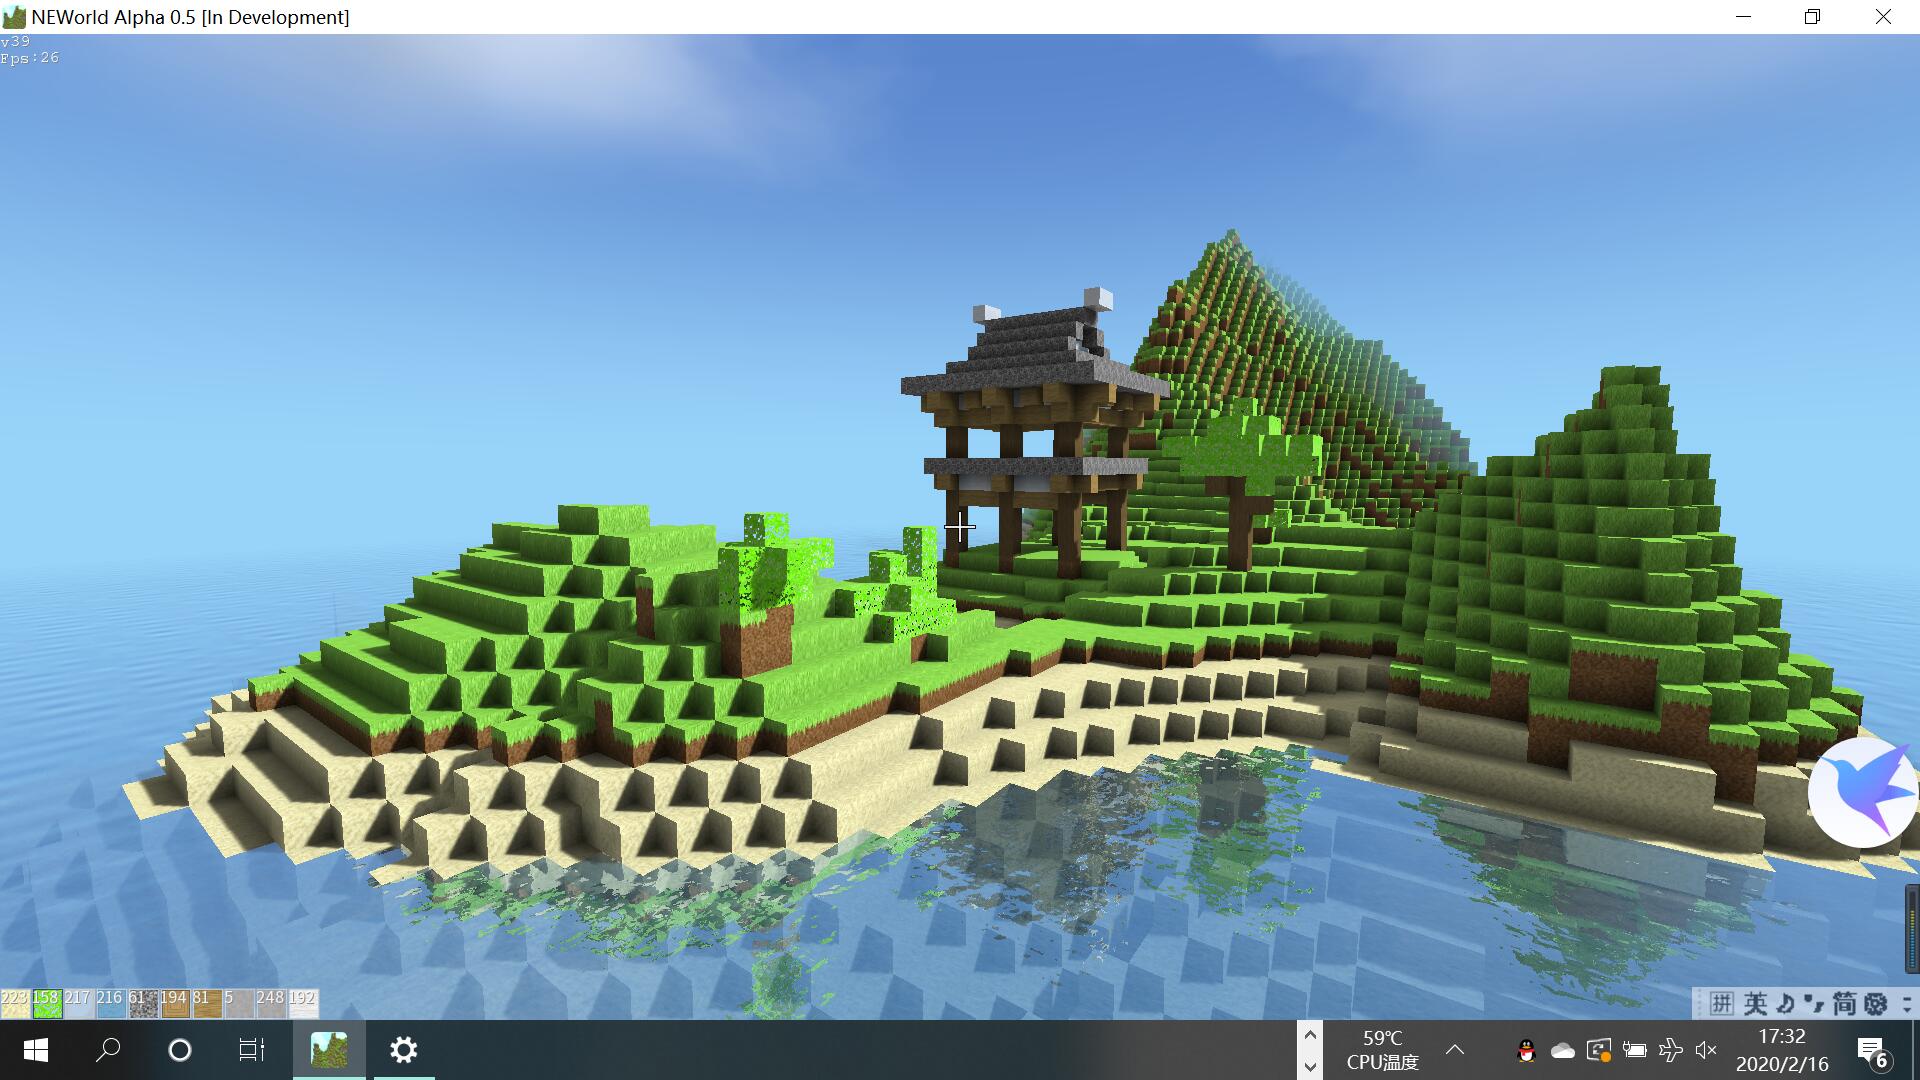 NEWorld Alpha 0.5 [In Development]
v39
Fps:26
223 158 217 216 61 194 81 5 248 192
拼 英 简
59℃
CPU温度
17:32
2020/2/16
6